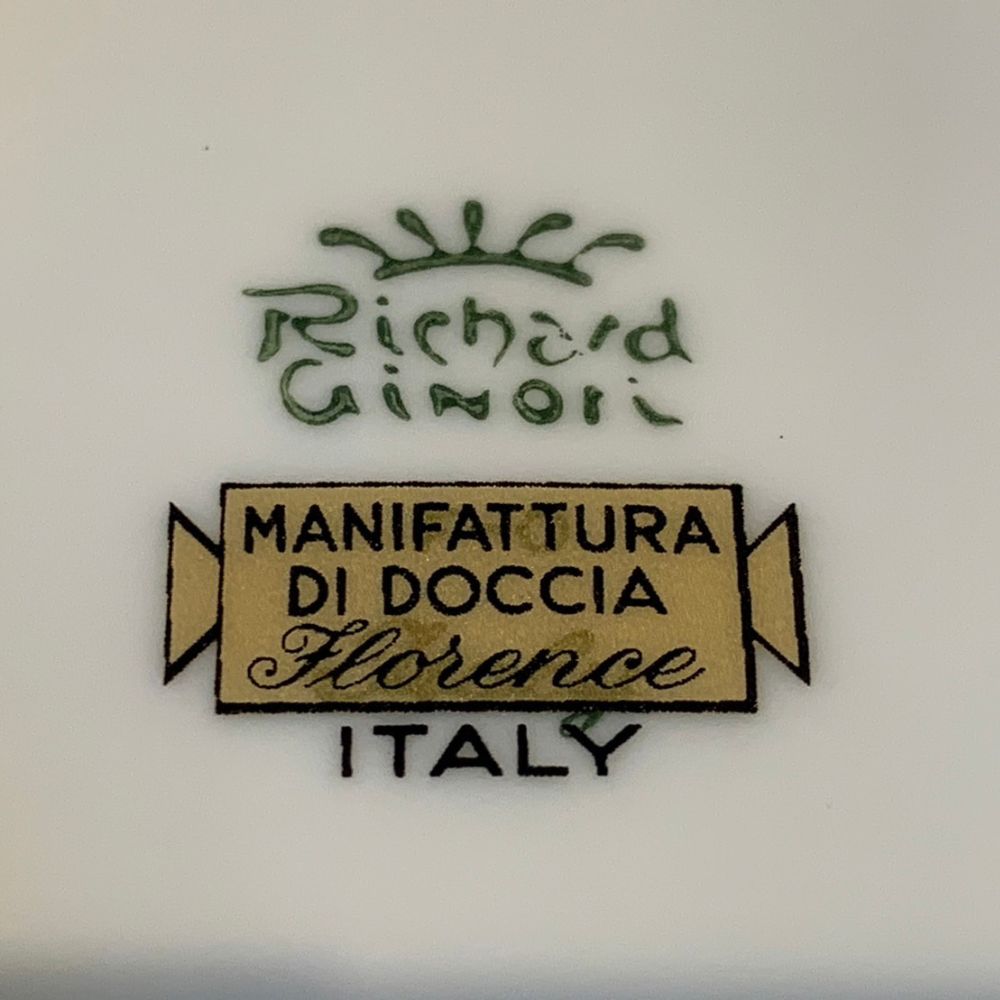 Richard
Ginori
MANIFATTURA
DI DOCCIA
Florence
ITALY